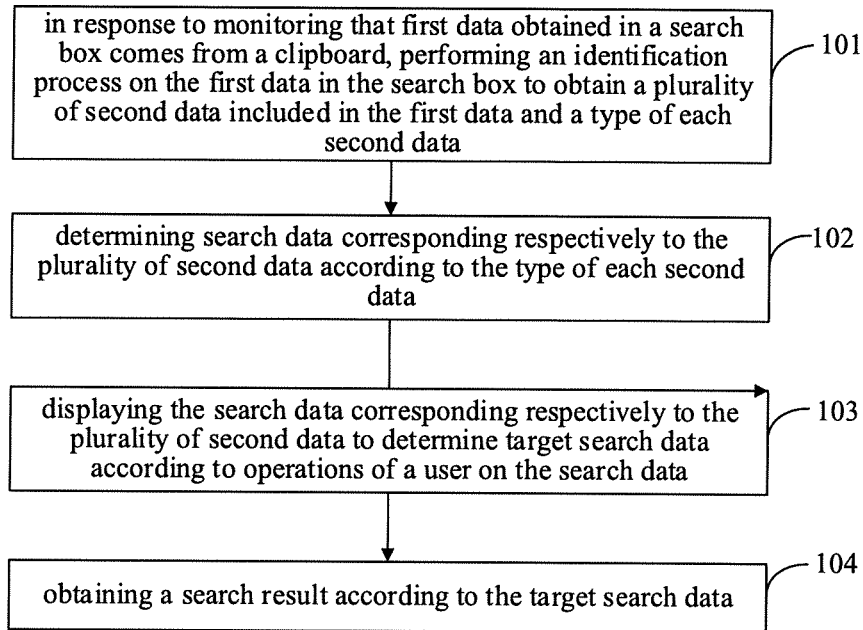 in response to monitoring that first data obtained in a search
box comes from a clipboard, performing an identification
process on the first data in the search box to obtain a plurality
of second data included in the first data and a type of each
second data
101
determining search data corresponding respectively to the
plurality of second data according to the type of each second
data
102
displaying the search data corresponding respectively to the
plurality of second data to determine target search data
according to operations of a user on the search data
103
obtaining a search result according to the target search data
104